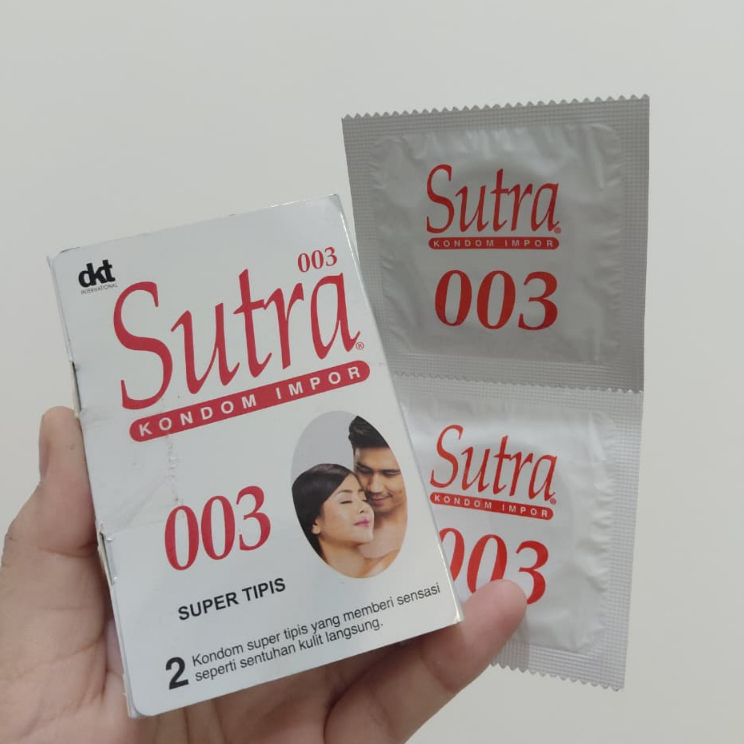 dkt
INTERNATIONAL
003
Sutra®
KONDOM IMPOR
003
SUPER TIPIS
2 Kondom super tipis yang memberi sensasi
seperti sentuhan kulit langsung.
Sutra®
KONDOM IMPOR
003
Sutra®
KONDOM IMPOR
003